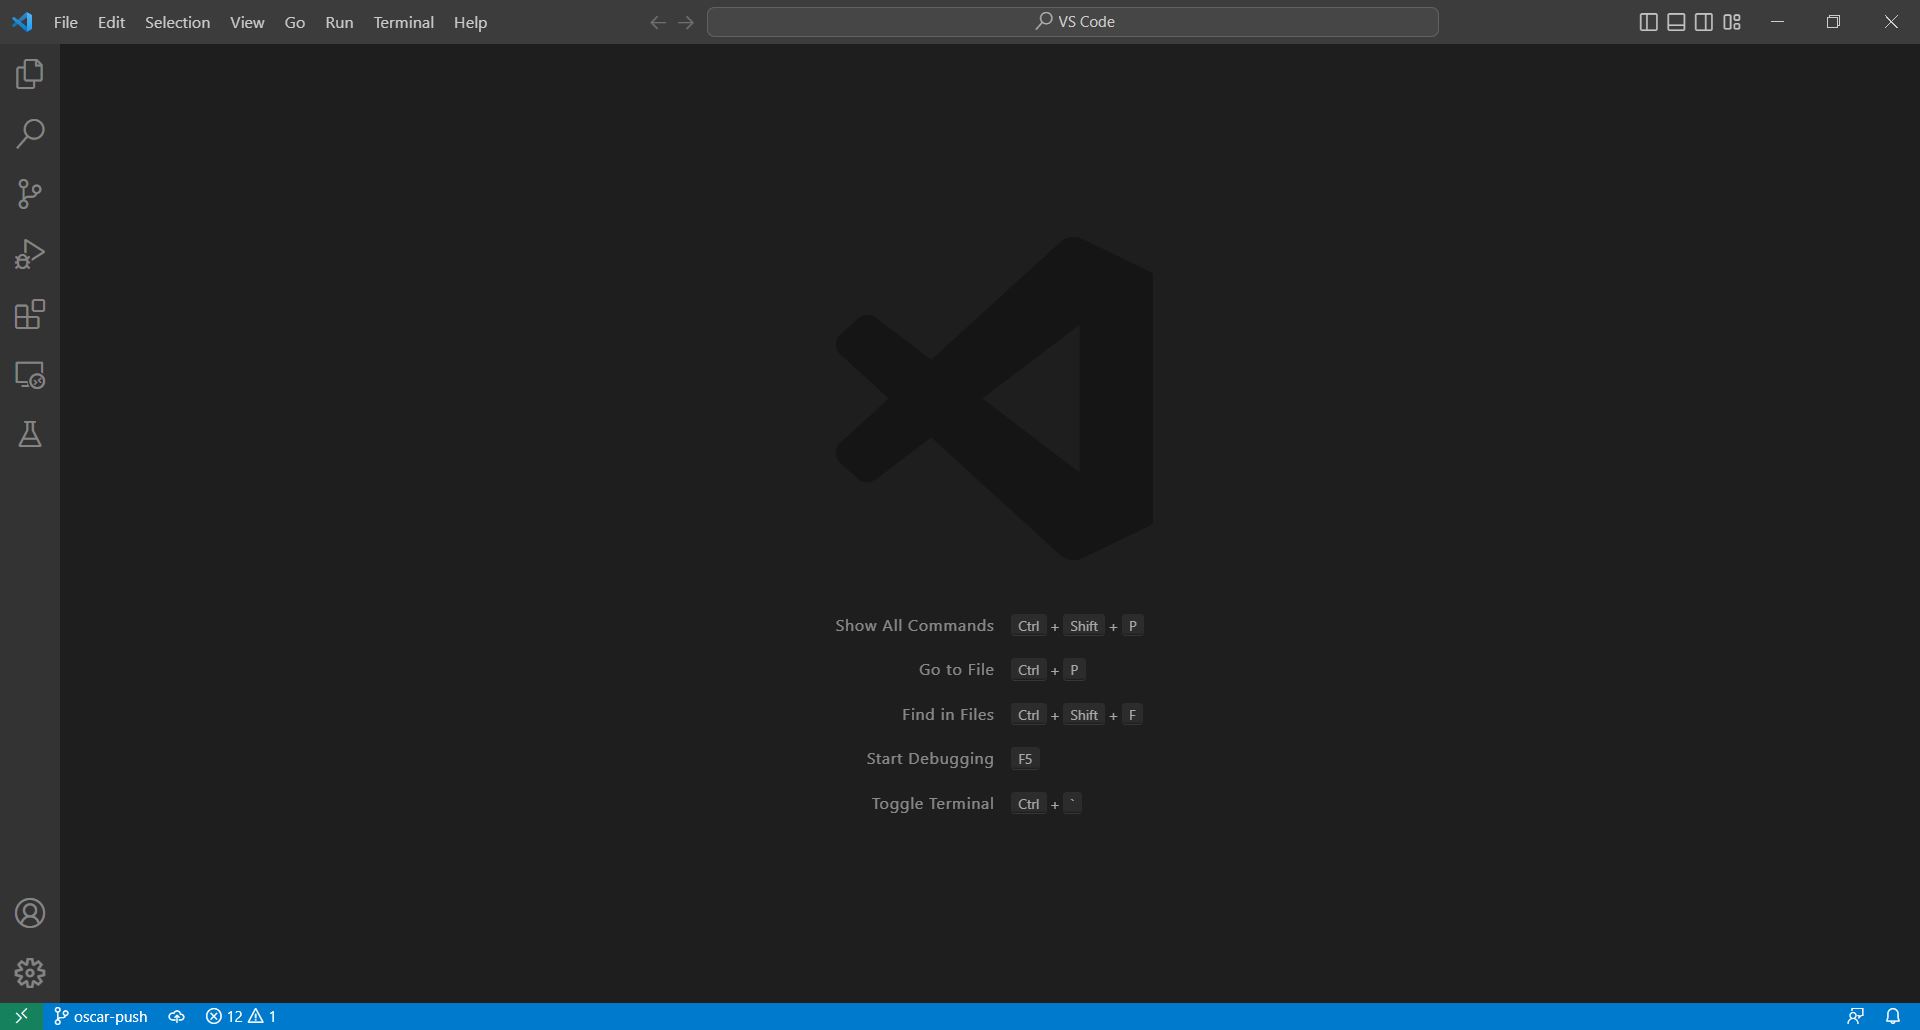 File Edit Selection View Go Run Terminal Help VS Code
Show All Commands Ctrl + Shift + P
Go to File Ctrl + P
Find in Files Ctrl + Shift + F
Start Debugging F5
Toggle Terminal Ctrl + `
oscar-push 12 1